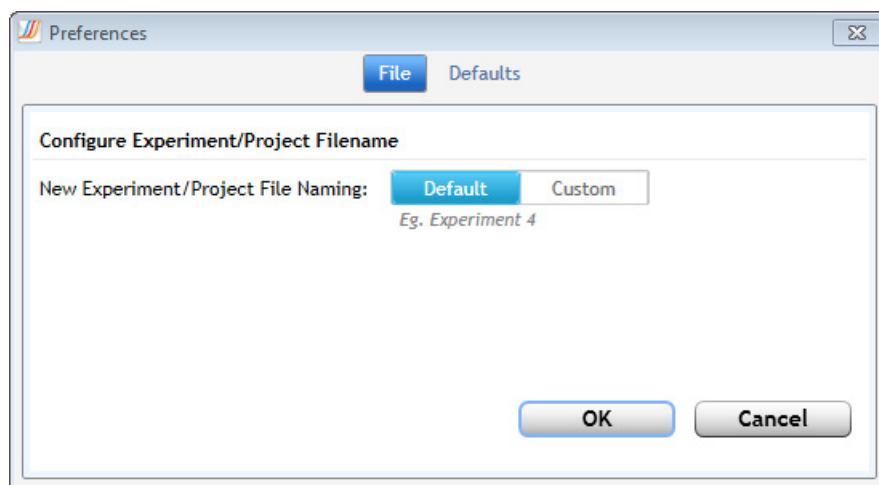 Preferences
File Defaults
Configure Experiment/Project Filename
New Experiment/Project File Naming: Default Custom
Eg. Experiment 4
OK Cancel